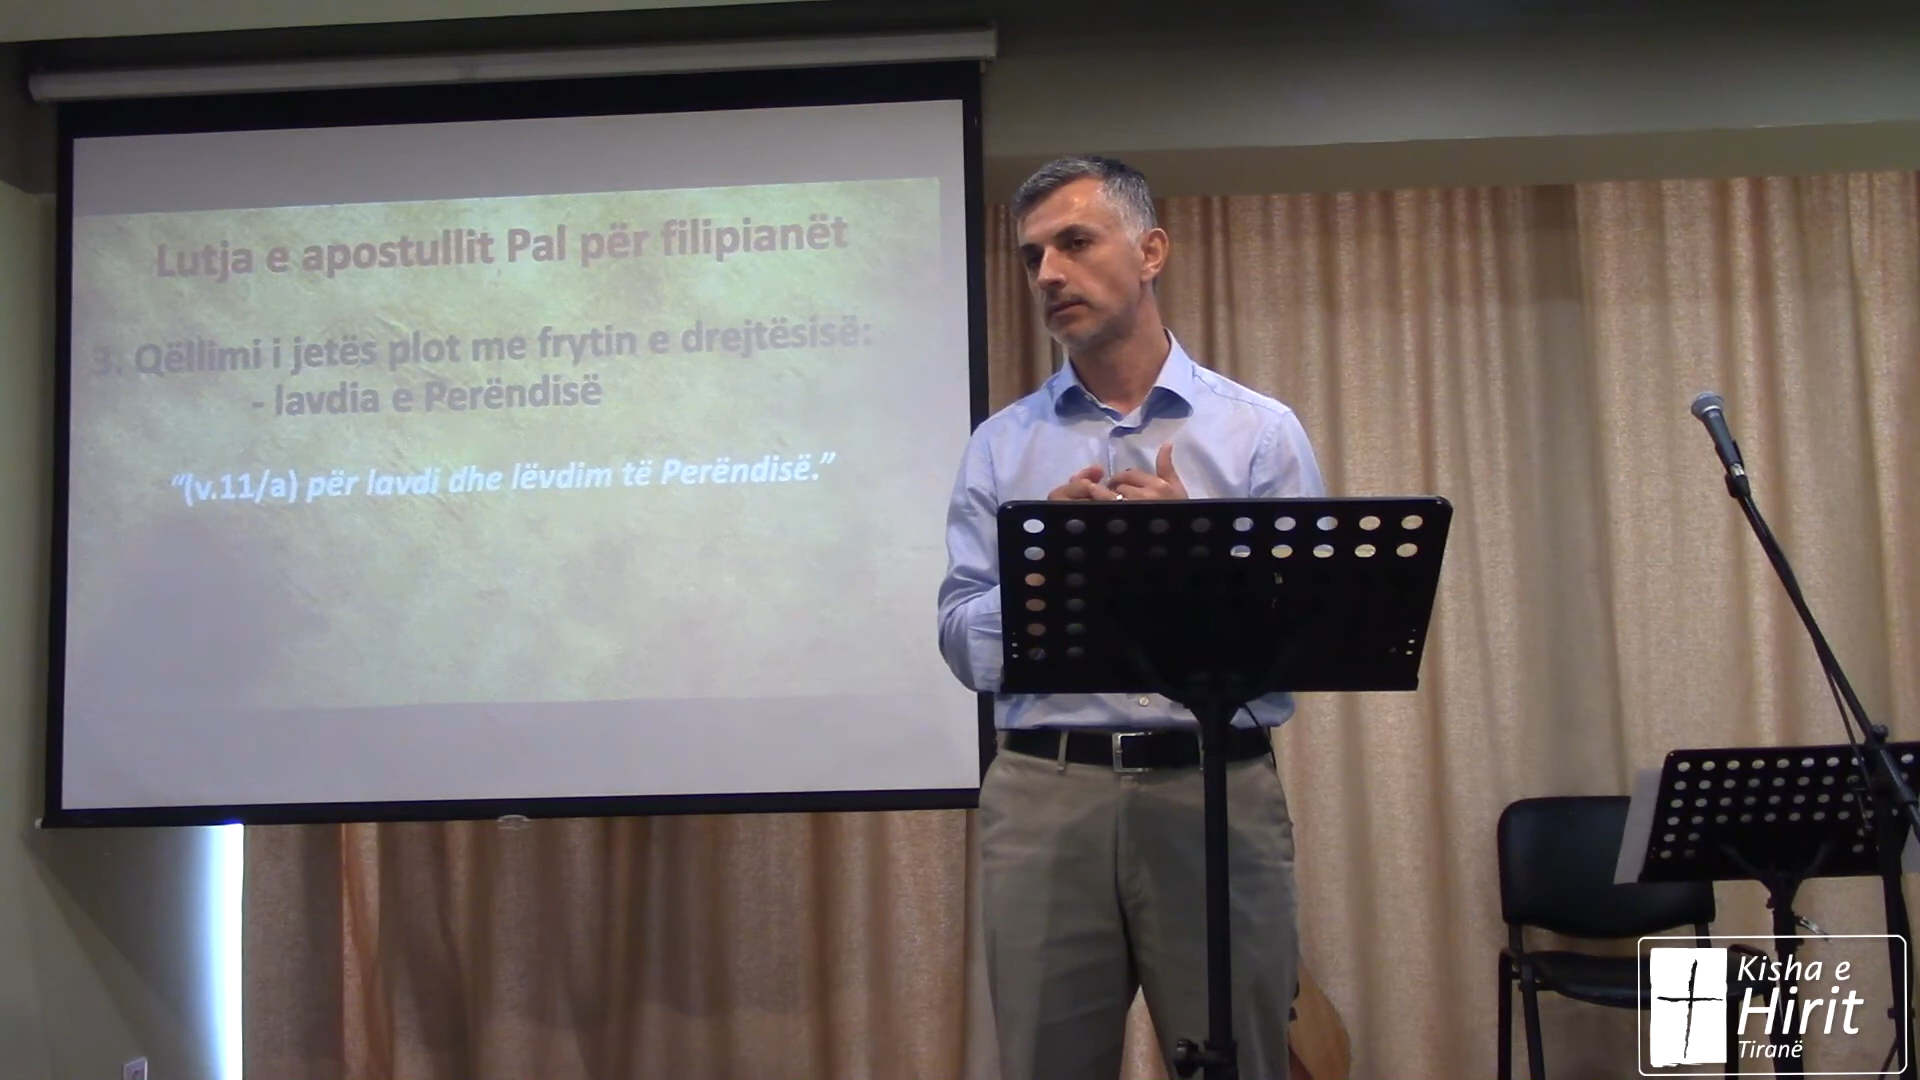 Lutja e apostullit Pal për filipianët
3. Qëllimi i jetës plot me frytin e drejtësisë:
- lavdia e Perëndisë
“(v.11/a) për lavdi dhe lëvdim të Perëndisë.”
Kisha e
Hirit
Tiranë